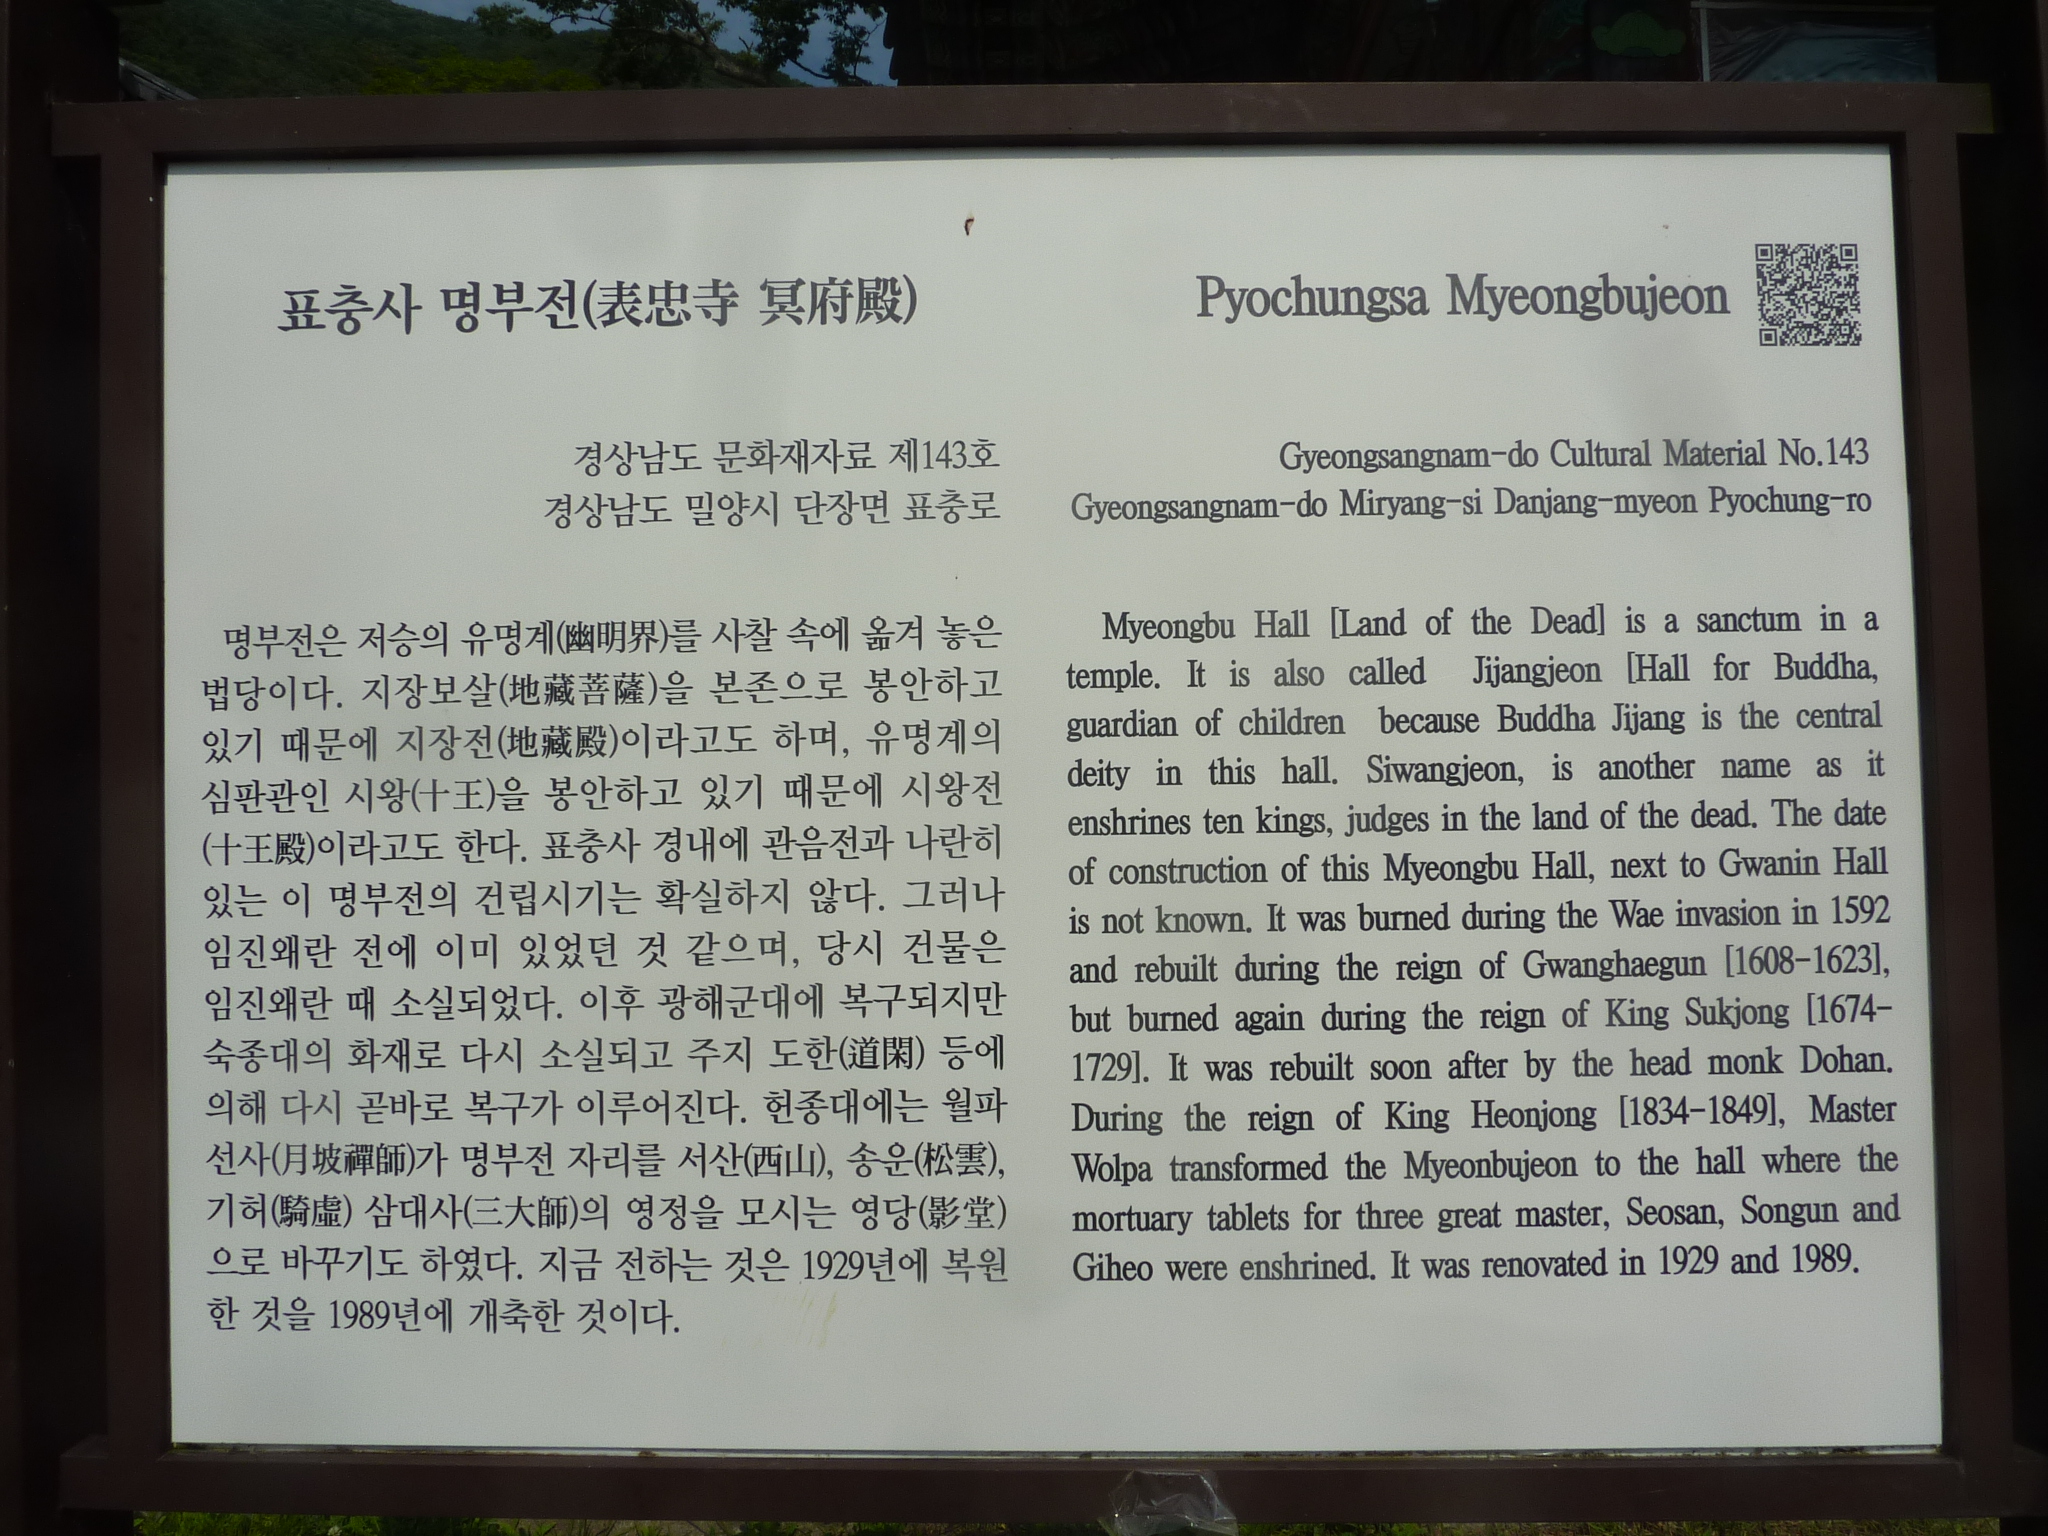 표충사 명부전(表忠寺 冥府殿)
경상남도 문화재자료 제143호
경상남도 밀양시 단장면 표충로
명부전은 저승의 유명계(幽明界)를 사찰 속에 옮겨 놓은
법당이다. 지장보살(地藏菩薩)을 본존으로 봉안하고
있기 때문에 지장전(地藏殿)이라고도 하며, 유명계의
심판관인 시왕(十王)을 봉안하고 있기 때문에 시왕전
(十王殿)이라고도 한다. 표충사 경내에 관음전과 나란히
있는 이 명부전의 건립시기는 확실하지 않다. 그러나
임진왜란 전에 이미 있었던 것 같으며, 당시 건물은
임진왜란 때 소실되었다. 이후 광해군대에 복구되지만
숙종대의 화재로 다시 소실되고 주지 도한(道閑) 등에
의해 다시 곧바로 복구가 이루어진다. 헌종대에는 월파
선사(月坡禪師)가 명부전 자리를 서산(西山), 송운(松雲),
기허(騎虛) 삼대사(三大師)의 영정을 모시는 영당(影堂)
으로 바꾸기도 하였다. 지금 전하는 것은 1929년에 복원
한 것을 1989년에 개축한 것이다.
Pyochungsa Myeongbujeon
Gyeongsangnam-do Cultural Material No.143
Gyeongsangnam-do Miryang-si Danjang-myeon Pyochung-ro
Myeongbu Hall [Land of the Dead] is a sanctum in a
temple. It is also called Jijangjeon [Hall for Buddha,
guardian of children because Buddha Jijang is the central
deity in this hall. Siwangjeon, is another name as it
enshrines ten kings, judges in the land of the dead. The date
of construction of this Myeongbu Hall, next to Gwanin Hall
is not known. It was burned during the Wae invasion in 1592
and rebuilt during the reign of Gwanghaegun [1608-1623],
but burned again during the reign of King Sukjong [1674-
1729]. It was rebuilt soon after by the head monk Dohan.
During the reign of King Heonjong [1834-1849], Master
Wolpa transformed the Myeonbujeon to the hall where the
mortuary tablets for three great master, Seosan, Songun and
Giheo were enshrined. It was renovated in 1929 and 1989.